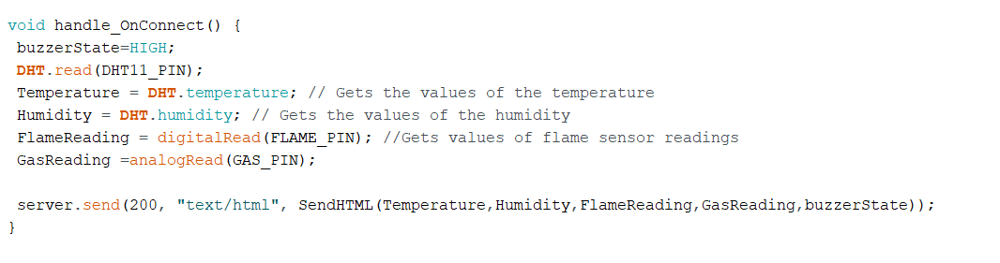 void handle_OnConnect() {
buzzerState=HIGH;
DHT.read(DHT11_PIN);
Temperature = DHT.temperature; // Gets the values of the temperature
Humidity = DHT.humidity; // Gets the values of the humidity
FlameReading = digitalRead(FLAME_PIN); //Gets values of flame sensor readings
GasReading =analogRead(GAS_PIN);
server.send(200, "text/html", SendHTML(Temperature,Humidity,FlameReading,GasReading,buzzerState));
}